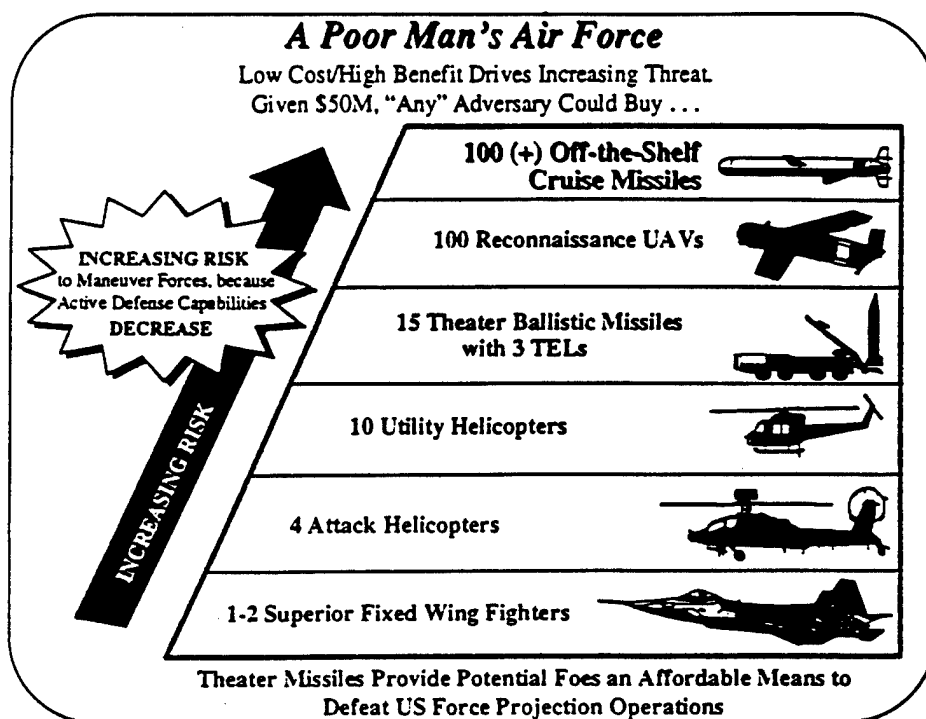 A Poor Man's Air Force
Low Cost/High Benefit Drives Increasing Threat.
Given $50M, "Any" Adversary Could Buy . . .
100 (+) Off-the-Shelf
Cruise Missiles
100 Reconnaissance UAVs
INCREASING RISK
to Maneuver Forces, because
Active Defense Capabilities
DECREASE
15 Theater Ballistic Missiles
with 3 TELs
10 Utility Helicopters
INCREASING RISK
4 Attack Helicopters
1-2 Superior Fixed Wing Fighters
Theater Missiles Provide Potential Foes an Affordable Means to
Defeat US Force Projection Operations